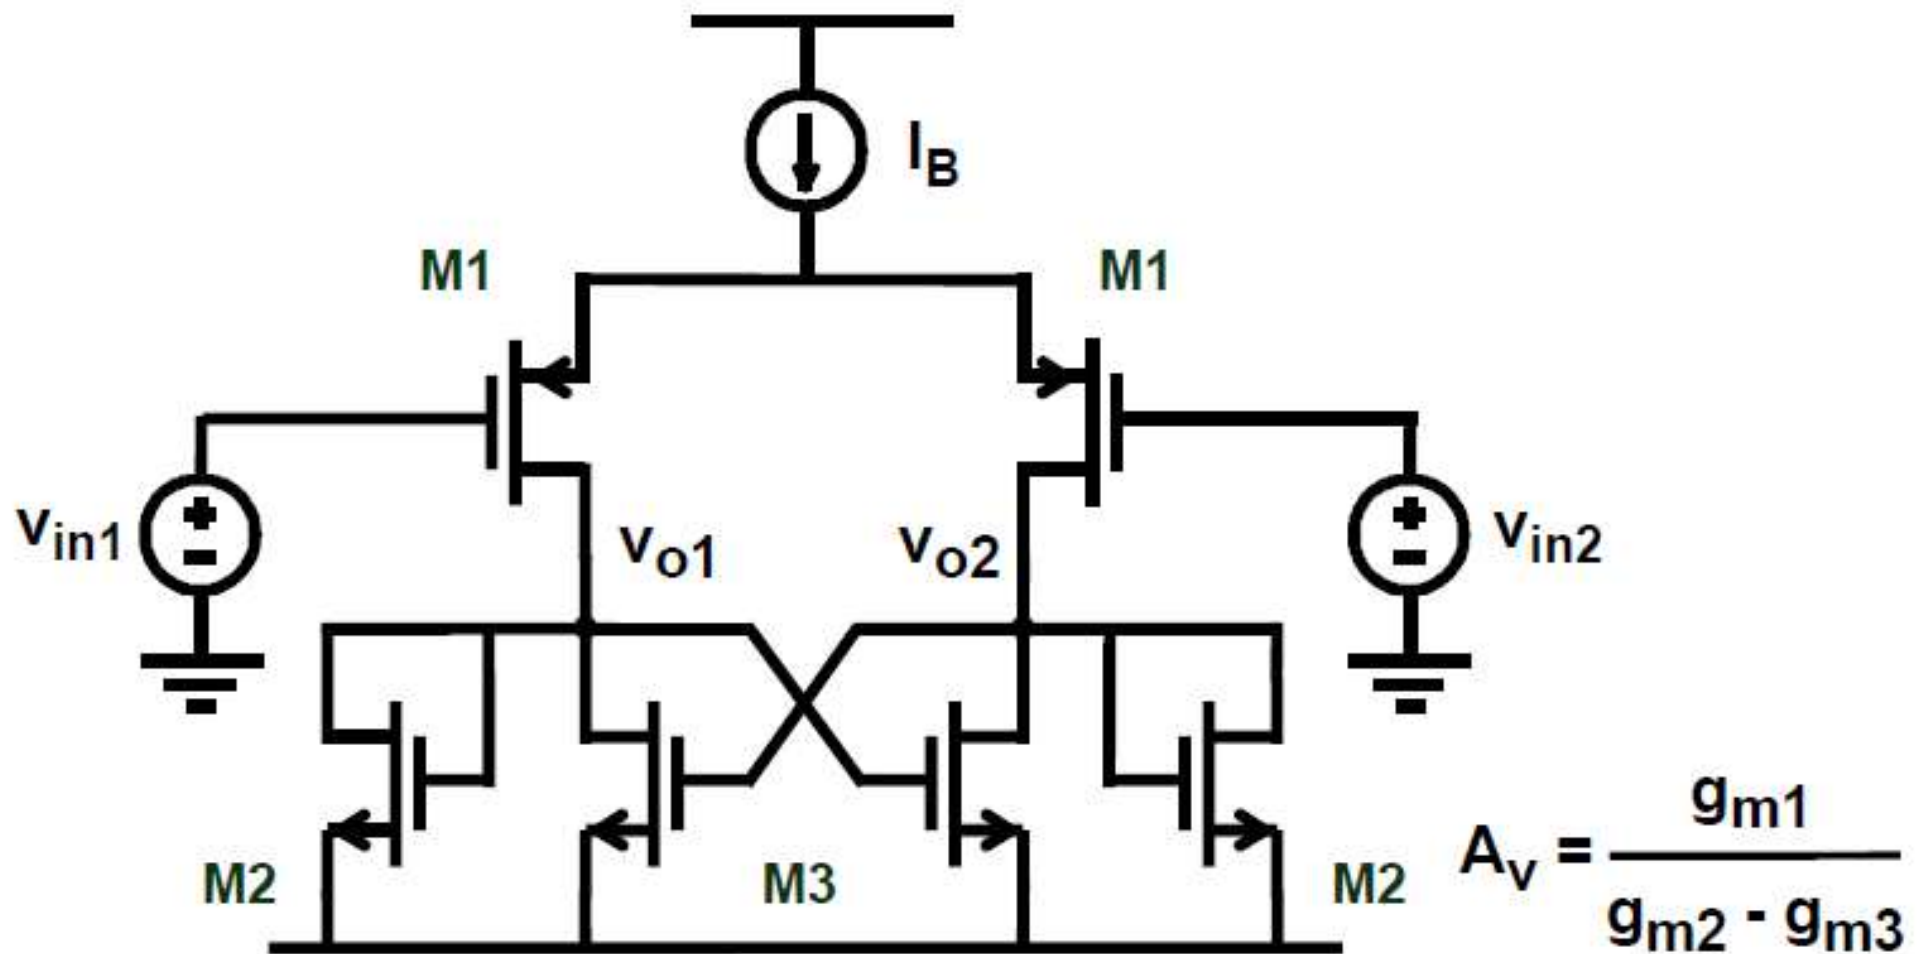 I_B
M1 M1
+ -
v_in1
v_o1
v_o2
+ -
v_in2
M2
M3
M2
A_v = g_m1 / (g_m2 - g_m3)